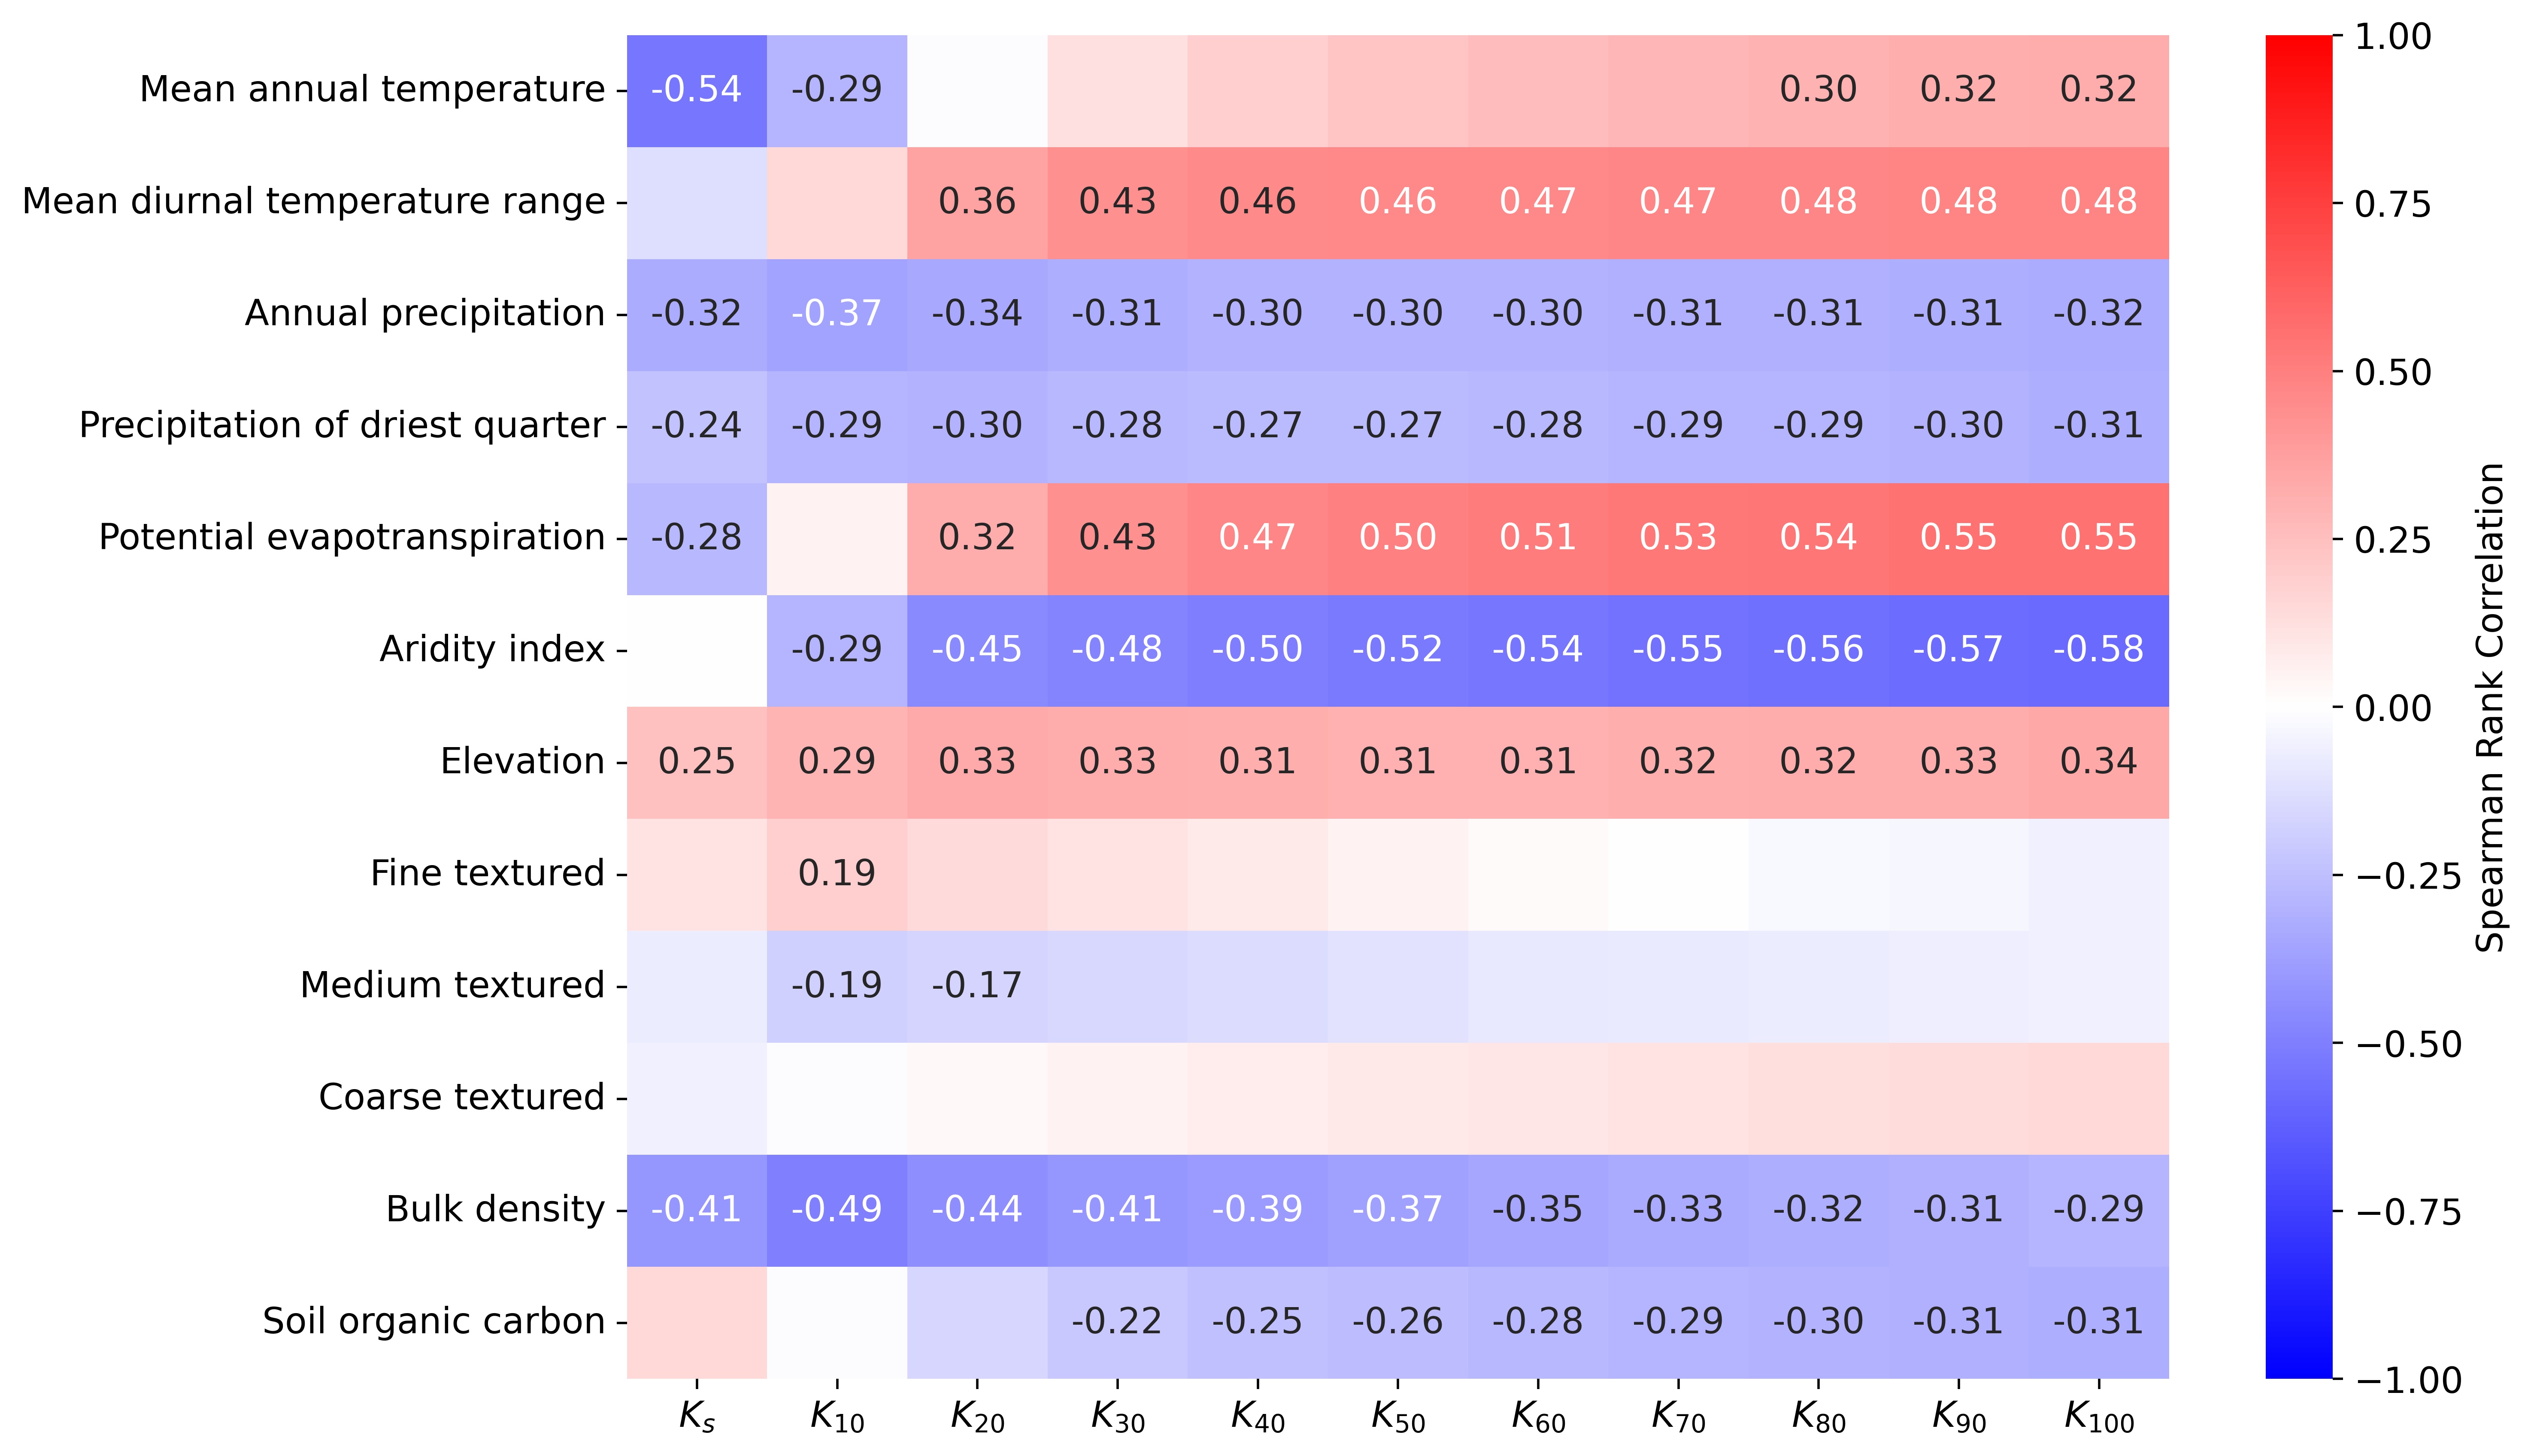 Mean annual temperature -0.54 -0.29 0.30 0.32 0.32
Mean diurnal temperature range 0.36 0.43 0.46 0.46 0.47 0.47 0.48 0.48 0.48
Annual precipitation -0.32 -0.37 -0.34 -0.31 -0.30 -0.30 -0.30 -0.31 -0.31 -0.31 -0.32
Precipitation of driest quarter -0.24 -0.29 -0.30 -0.28 -0.27 -0.27 -0.28 -0.29 -0.29 -0.30 -0.31
Potential evapotranspiration -0.28 0.32 0.43 0.47 0.50 0.51 0.53 0.54 0.55 0.55
Aridity index -0.29 -0.45 -0.48 -0.50 -0.52 -0.54 -0.55 -0.56 -0.57 -0.58
Elevation 0.25 0.29 0.33 0.33 0.31 0.31 0.31 0.32 0.32 0.33 0.34
Fine textured 0.19
Medium textured -0.19 -0.17
Coarse textured
Bulk density -0.41 -0.49 -0.44 -0.41 -0.39 -0.37 -0.35 -0.33 -0.32 -0.31 -0.29
Soil organic carbon -0.22 -0.25 -0.26 -0.28 -0.29 -0.30 -0.31 -0.31
K_s K_10 K_20 K_30 K_40 K_50 K_60 K_70 K_80 K_90 K_100
1.00
0.75
0.50
0.25
0.00
−0.25
−0.50
−0.75
−1.00
Spearman Rank Correlation